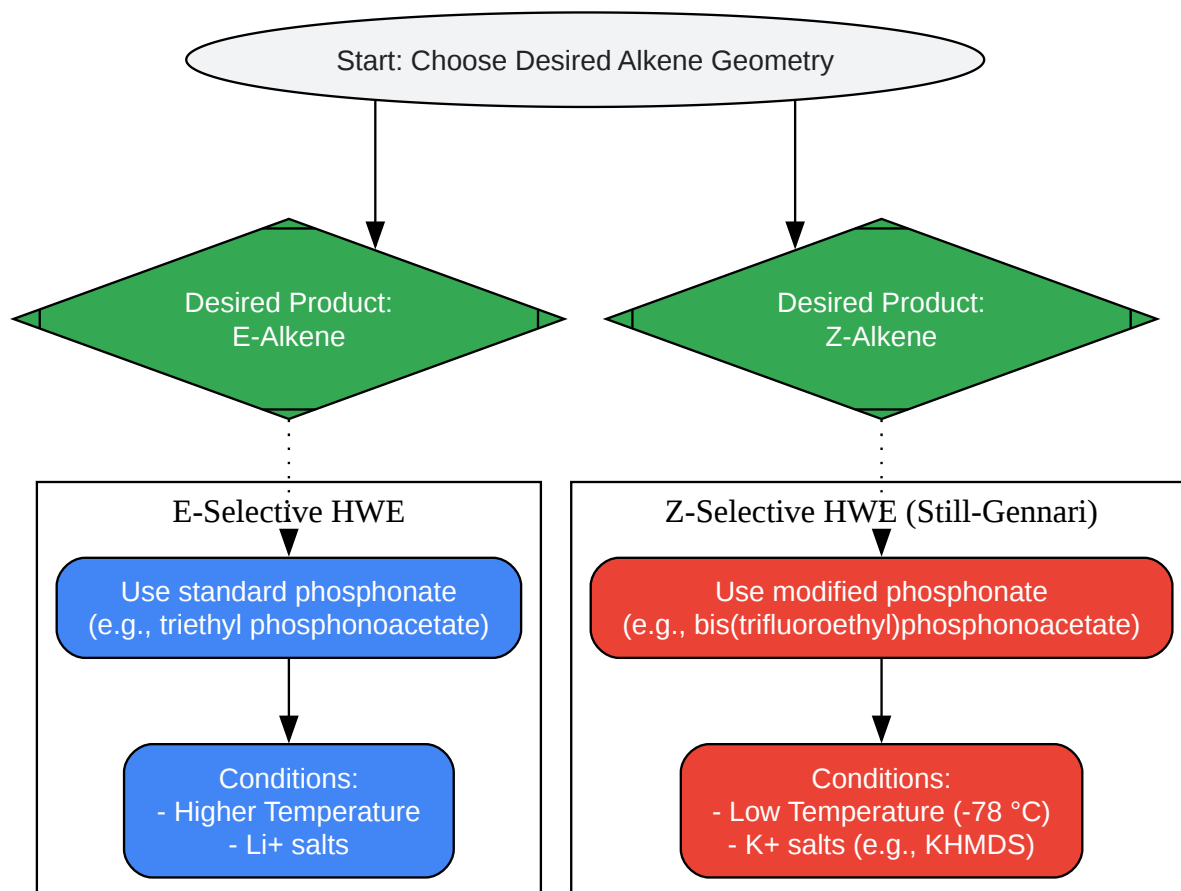 Start: Choose Desired Alkene Geometry
Desired Product:
E-Alkene
Desired Product:
Z-Alkene
E-Selective HWE
Use standard phosphonate
(e.g., triethyl phosphonoacetate)
Conditions:
- Higher Temperature
- Li+ salts
Z-Selective HWE (Still-Gennari)
Use modified phosphonate
(e.g., bis(trifluoroethyl)phosphonoacetate)
Conditions:
- Low Temperature (-78 °C)
- K+ salts (e.g., KHMDS)